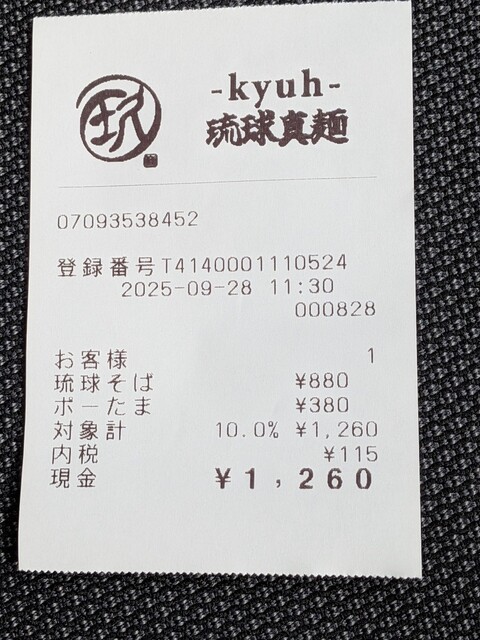 -kyuh-
琉球真麺
07093538452
登録番号T4140001110524
2025-09-28 11:30
000828
お客様 1
琉球そば ¥880
ポーたま ¥380
対象計 10.0% ¥1,260
内税 ¥115
現金 ¥1,260